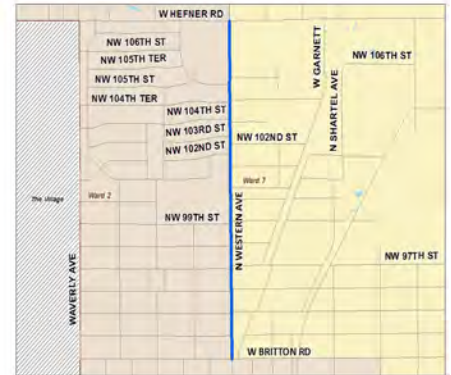 W HEFNER RD
NW 106TH ST
NW 105TH TER
NW 105TH ST
NW 104TH TER
NW 104TH ST
NW 103RD ST
NW 102ND ST
W GARNETT
N SHARTEL AVE
NW 106TH ST
NW 102ND ST
The Village
Ward 2
Ward 7
NW 99TH ST
N WESTERN AVE
WAVERLY AVE
NW 97TH ST
W BRITTON RD